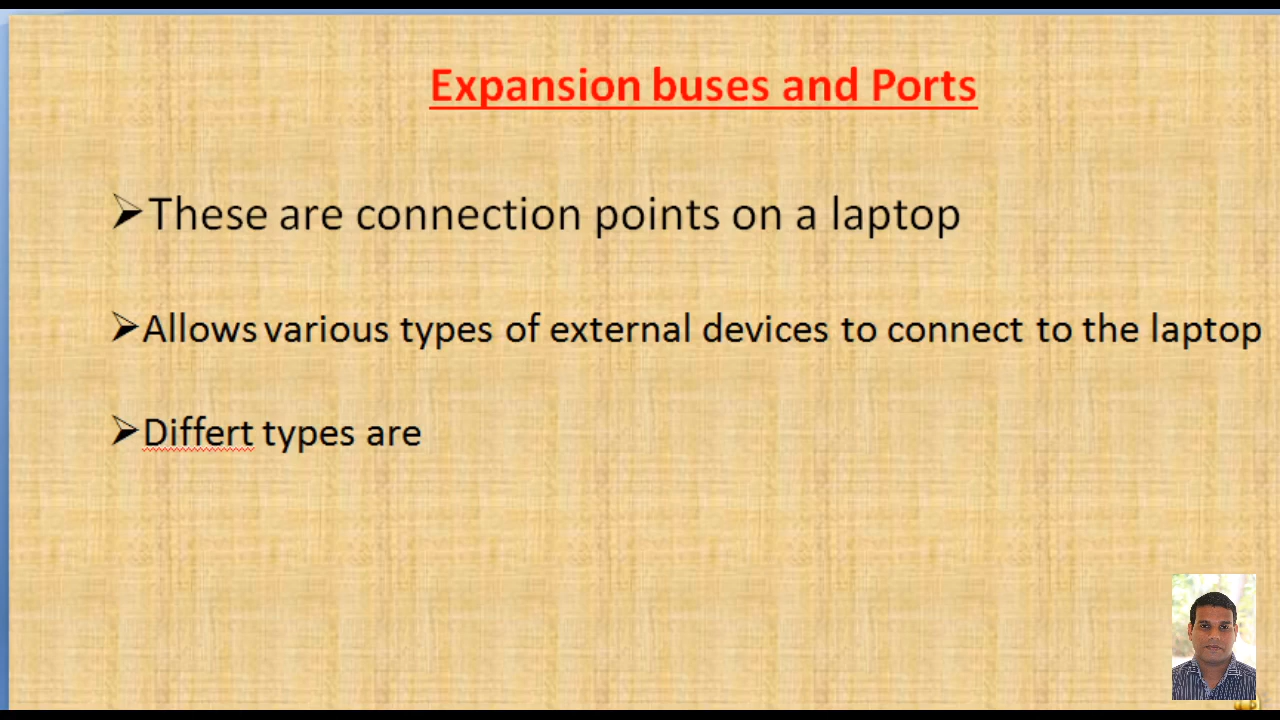 Expansion buses and Ports
These are connection points on a laptop
Allows various types of external devices to connect to the laptop
Differt types are